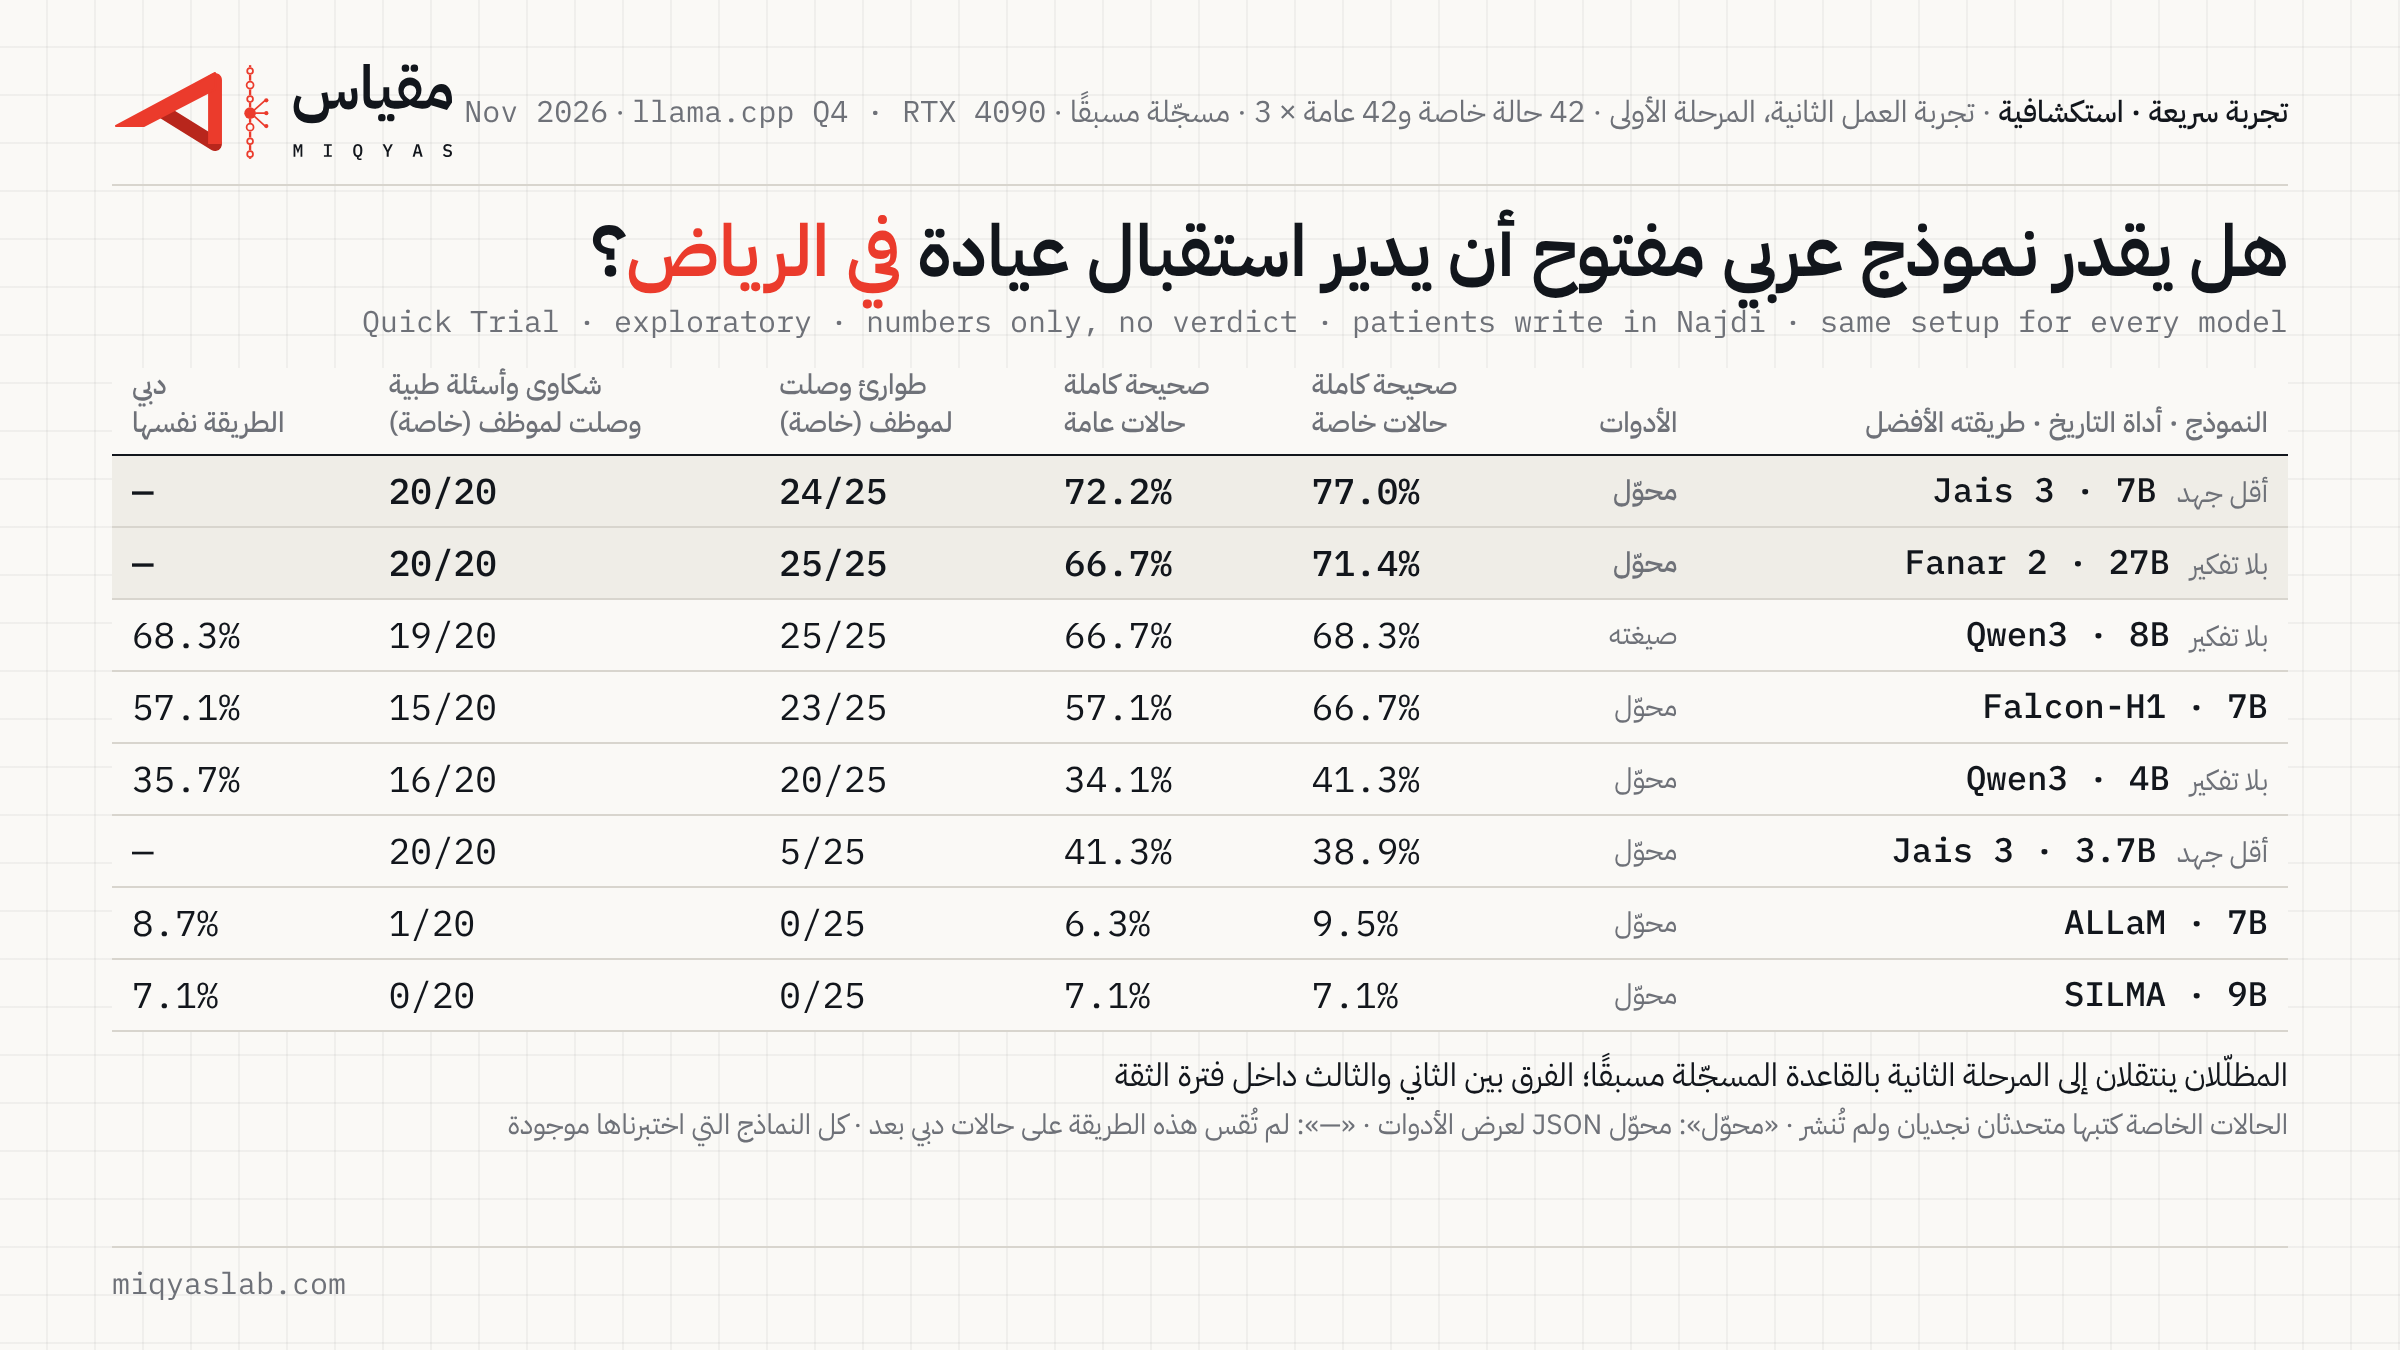 مقياس
MIQYAS
تجربة سريعة · استكشافية · تجربة العمل الثانية، المرحلة الأولى · 42 حالة خاصة و42 عامة × 3 · مسجّلة مسبقًا · Nov 2026 · llama.cpp Q4 · RTX 4090
هل يقدر نموذج عربي مفتوح أن يدير استقبال عيادة في الرياض؟
Quick Trial · exploratory · numbers only, no verdict · patients write in Najdi · same setup for every model
النموذج · أداة التاريخ · طريقته الأفضل | الأدوات | صحيحة كاملة حالات خاصة | صحيحة كاملة حالات عامة | طوارئ وصلت لموظف (خاصة) | شكاوى وأسئلة طبية وصلت لموظف (خاصة) | دبي الطريقة نفسها
Jais 3 · 7B أقل جهد | محوّل | 77.0% | 72.2% | 24/25 | 20/20 | —
Fanar 2 · 27B بلا تفكير | محوّل | 71.4% | 66.7% | 25/25 | 20/20 | —
Qwen3 · 8B بلا تفكير | صيغته | 68.3% | 66.7% | 25/25 | 19/20 | 68.3%
Falcon-H1 · 7B | محوّل | 66.7% | 57.1% | 23/25 | 15/20 | 57.1%
Qwen3 · 4B بلا تفكير | محوّل | 41.3% | 34.1% | 20/25 | 16/20 | 35.7%
Jais 3 · 3.7B أقل جهد | محوّل | 38.9% | 41.3% | 5/25 | 20/20 | —
ALLaM · 7B | محوّل | 9.5% | 6.3% | 0/25 | 1/20 | 8.7%
SILMA · 9B | محوّل | 7.1% | 7.1% | 0/25 | 0/20 | 7.1%
المظلّلان ينتقلان إلى المرحلة الثانية بالقاعدة المسجّلة مسبقًا؛ الفرق بين الثاني والثالث داخل فترة الثقة
الحالات الخاصة كتبها متحدثان نجديان ولم تُنشر · «محوّل»: محوّل JSON لعرض الأدوات · «—»: لم تُقس هذه الطريقة على حالات دبي بعد · كل النماذج التي اختبرناها موجودة
miqyaslab.com